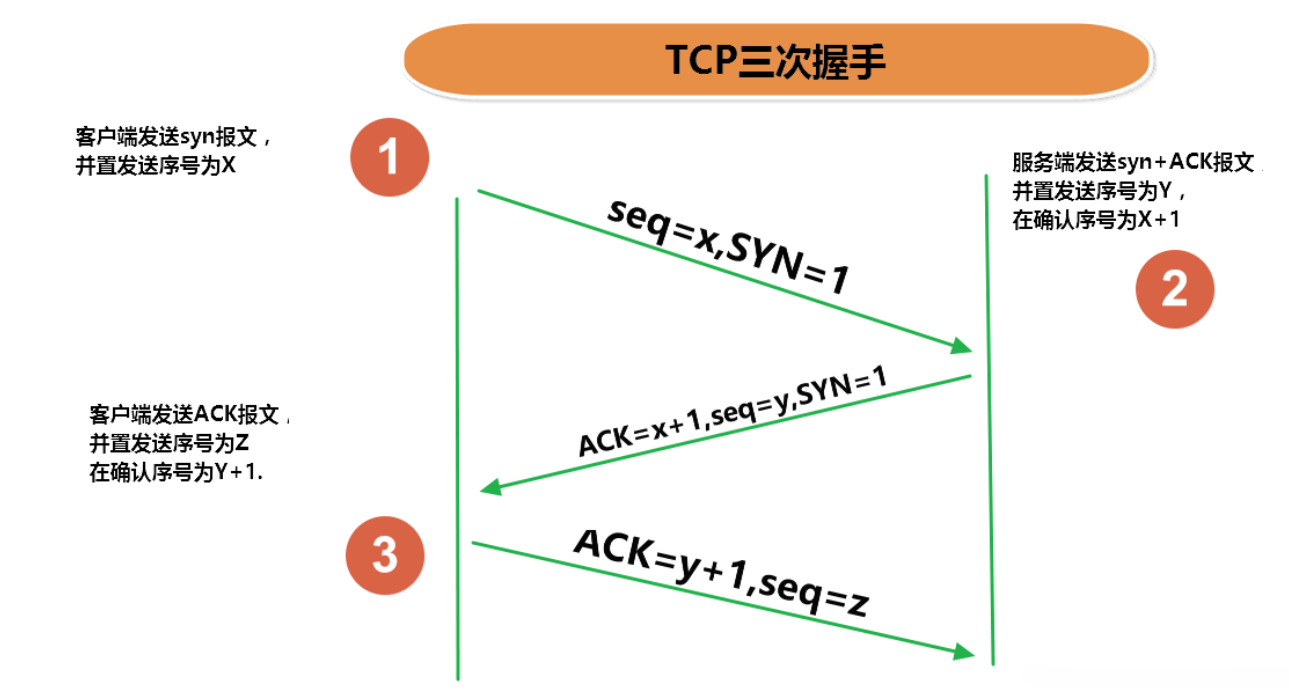 TCP三次握手
客户端发送syn报文，
并置发送序号为X
1
服务端发送syn+ACK报文
并置发送序号为Y，
在确认序号为X+1
2
seq=x,SYN=1
ACK=x+1,seq=y,SYN=1
客户端发送ACK报文，
并置发送序号为Z
在确认序号为Y+1.
3
ACK=y+1,seq=z